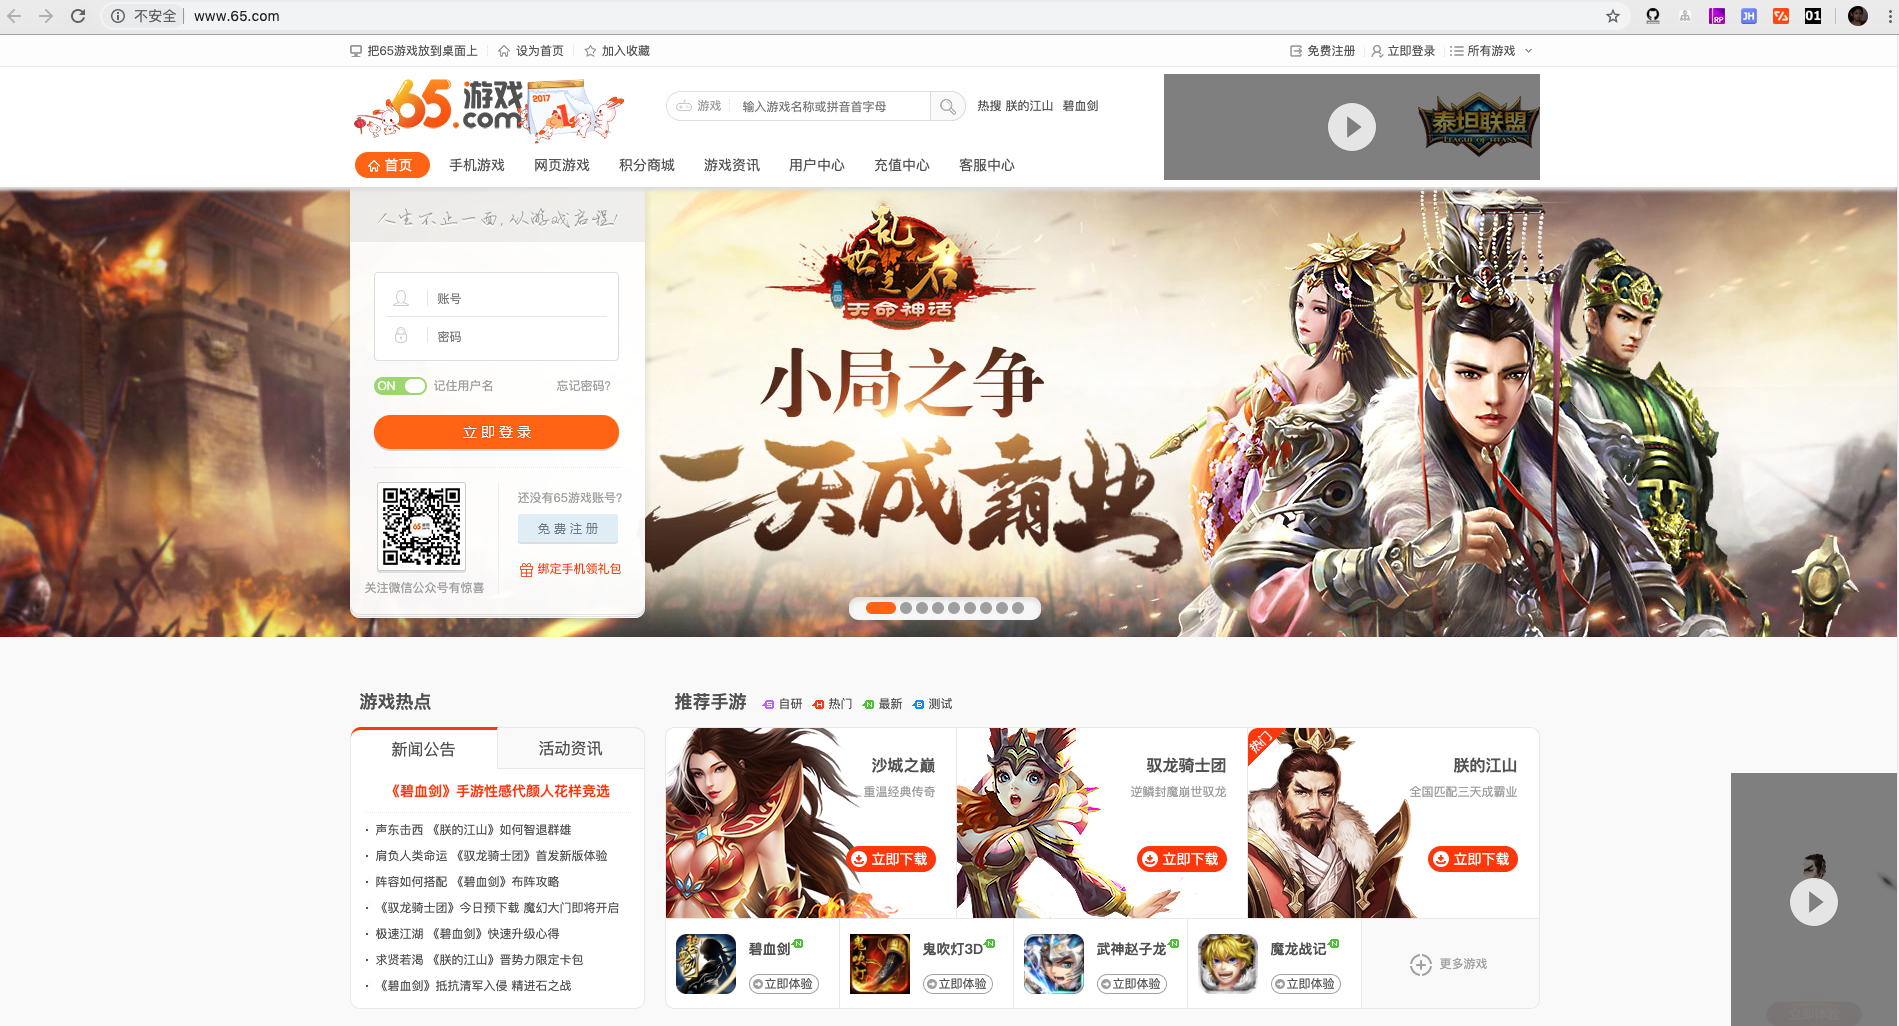 不安全 www.65.com
RP JH 01
把65游戏放到桌面上 设为首页 加入收藏 免费注册 立即登录 所有游戏
65.游戏.com 2017
游戏 输入游戏名称或拼音首字母 热搜 朕的江山 碧血剑
泰坦联盟
LEAGUE OF TITANS
首页 手机游戏 网页游戏 积分商城 游戏资讯 用户中心 充值中心 客服中心
人生不止一面,从游戏启程!
账号
密码
ON 记住用户名 忘记密码?
立即登录
还没有65游戏账号?
免费注册
绑定手机领礼包
关注微信公众号有惊喜
乱世之君
天命神话
小局之争
三天成霸业
游戏热点
新闻公告 活动资讯
《碧血剑》手游性感代颜人花样竞选
· 声东击西 《朕的江山》如何智退群雄
· 肩负人类命运 《驭龙骑士团》首发新版体验
· 阵容如何搭配 《碧血剑》布阵攻略
· 《驭龙骑士团》今日预下载 魔幻大门即将开启
· 极速江湖 《碧血剑》快速升级心得
· 求贤若渴 《朕的江山》晋势力限定卡包
· 《碧血剑》抵抗清军入侵 精进石之战
推荐手游 S 自研 H 热门 N 最新 B 测试
沙城之巅
重温经典传奇
立即下载
驭龙骑士团
逆鳞封魔崩世驭龙
立即下载
热门
朕的江山
全国匹配三天成霸业
立即下载
碧血剑 N
立即体验
鬼吹灯
鬼吹灯3D N
立即体验
武神赵子龙 N
立即体验
魔龙战记 N
立即体验
更多游戏
立即体验